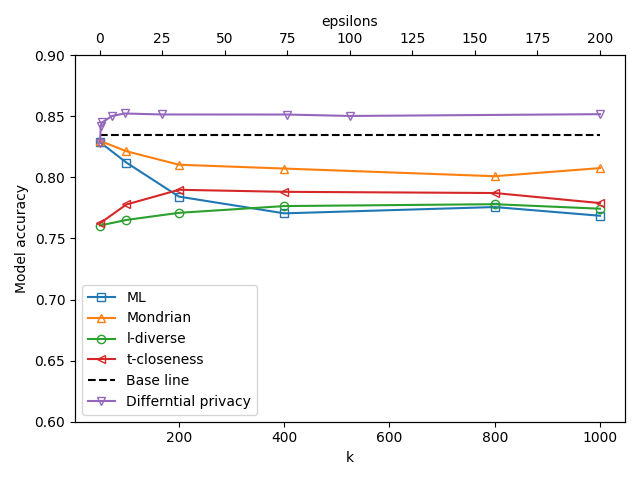 epsilons
0 25 50 75 100 125 150 175 200
0.90
0.85
0.80
0.75
0.70
0.65
0.60
Model accuracy
ML
Mondrian
l-diverse
t-closeness
Base line
Differntial privacy
200 400 600 800 1000
k